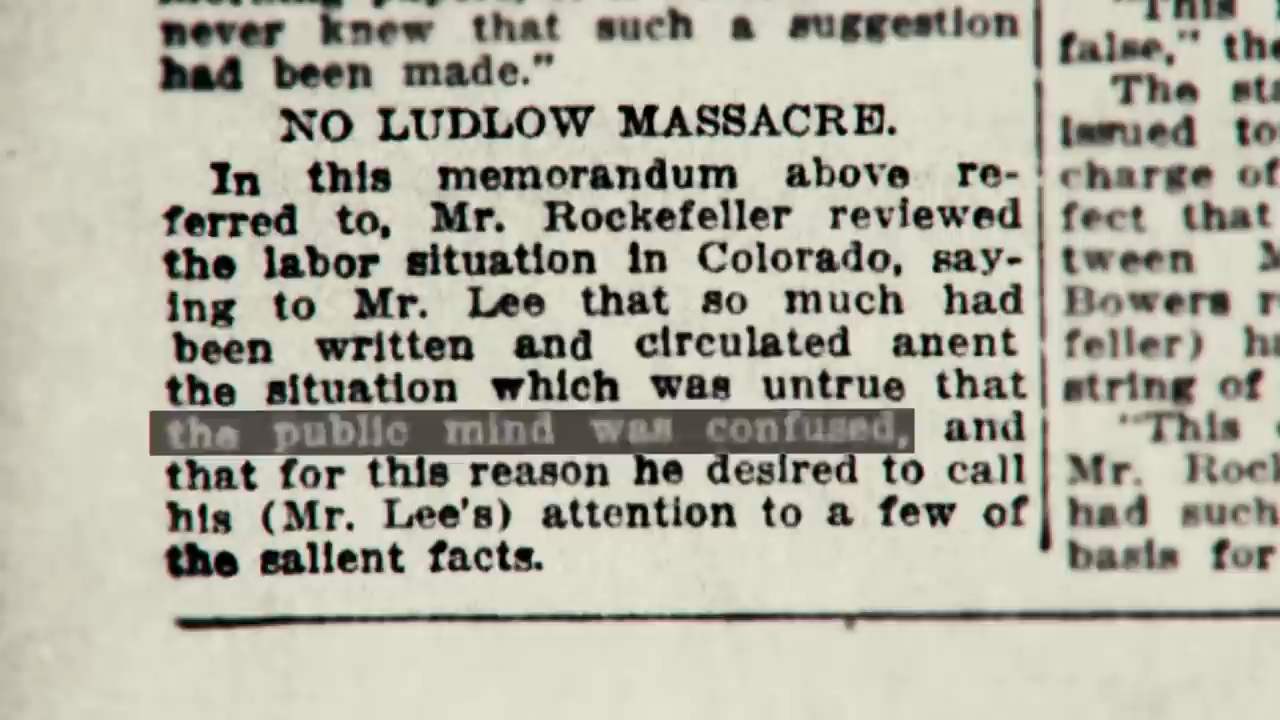 never knew that such a suggestion
had been made."
NO LUDLOW MASSACRE.
In this memorandum above re-
ferred to, Mr. Rockefeller reviewed
the labor situation in Colorado, say-
ing to Mr. Lee that so much had
been written and circulated anent
the situation which was untrue that
the public mind was confused, and
that for this reason he desired to call
his (Mr. Lee's) attention to a few of
the salient facts.
"This
false," the
The sta
issued to
charge of
fect that
tween M
Bowers r
feller) ha
string of
"This
Mr. Rock
had such
basis for